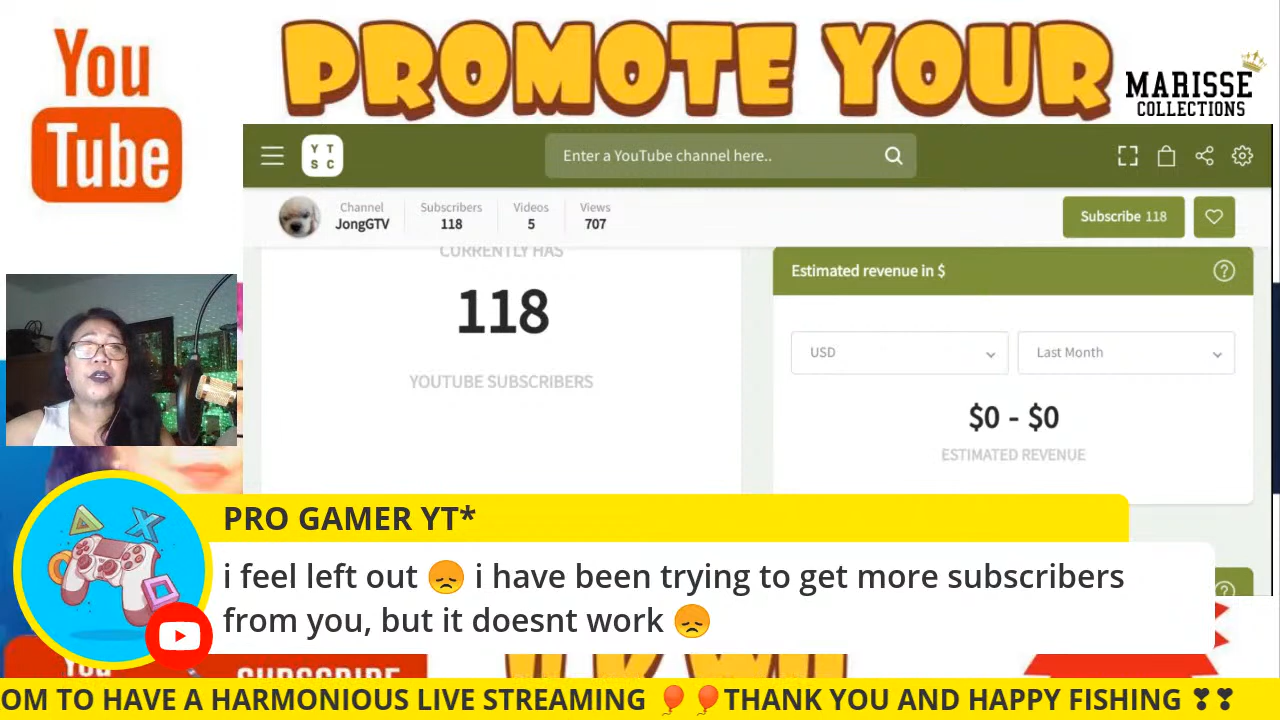 You
Tube
PROMOTE YOUR
MARISSE
COLLECTIONS
Y T
S C
Enter a YouTube channel here..
Channel
JongGTV
Subscribers
118
Videos
5
Views
707
Subscribe 118
CURRENTLY HAS
118
YOUTUBE SUBSCRIBERS
Estimated revenue in $
USD
Last Month
$0 - $0
ESTIMATED REVENUE
PRO GAMER YT*
i feel left out 😞 i have been trying to get more subscribers
from you, but it doesnt work 😞
You
SUBSCRIBE
OM TO HAVE A HARMONIOUS LIVE STREAMING 🎈🎈THANK YOU AND HAPPY FISHING ❣❣